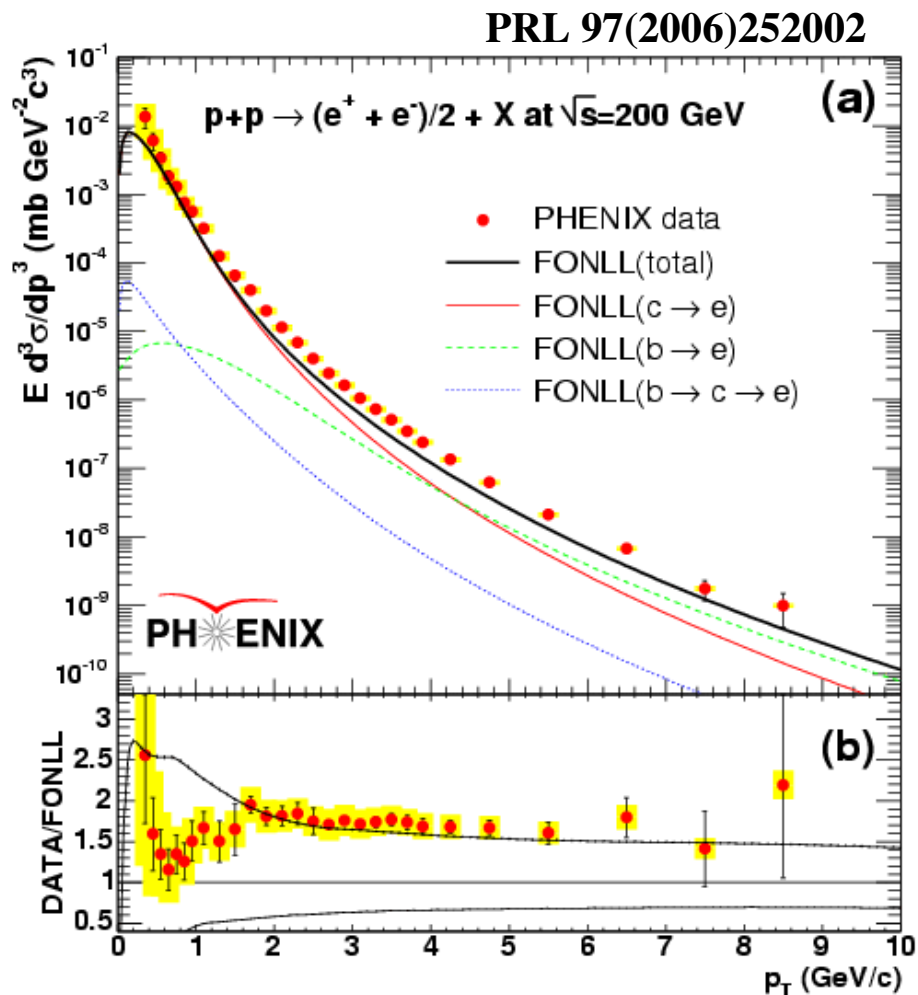 PRL 97(2006)252002
(a)
p+p → (e⁺ + e⁻)/2 + X at √s=200 GeV
E d³σ/dp³ (mb GeV⁻²c³)
10⁻¹
10⁻²
10⁻³
10⁻⁴
10⁻⁵
10⁻⁶
10⁻⁷
10⁻⁸
10⁻⁹
10⁻¹⁰
PHENIX data
FONLL(total)
FONLL(c → e)
FONLL(b → e)
FONLL(b → c → e)
PHENIX
(b)
DATA/FONLL
3
2.5
2
1.5
1
0.5
0 1 2 3 4 5 6 7 8 9 10
p_T (GeV/c)